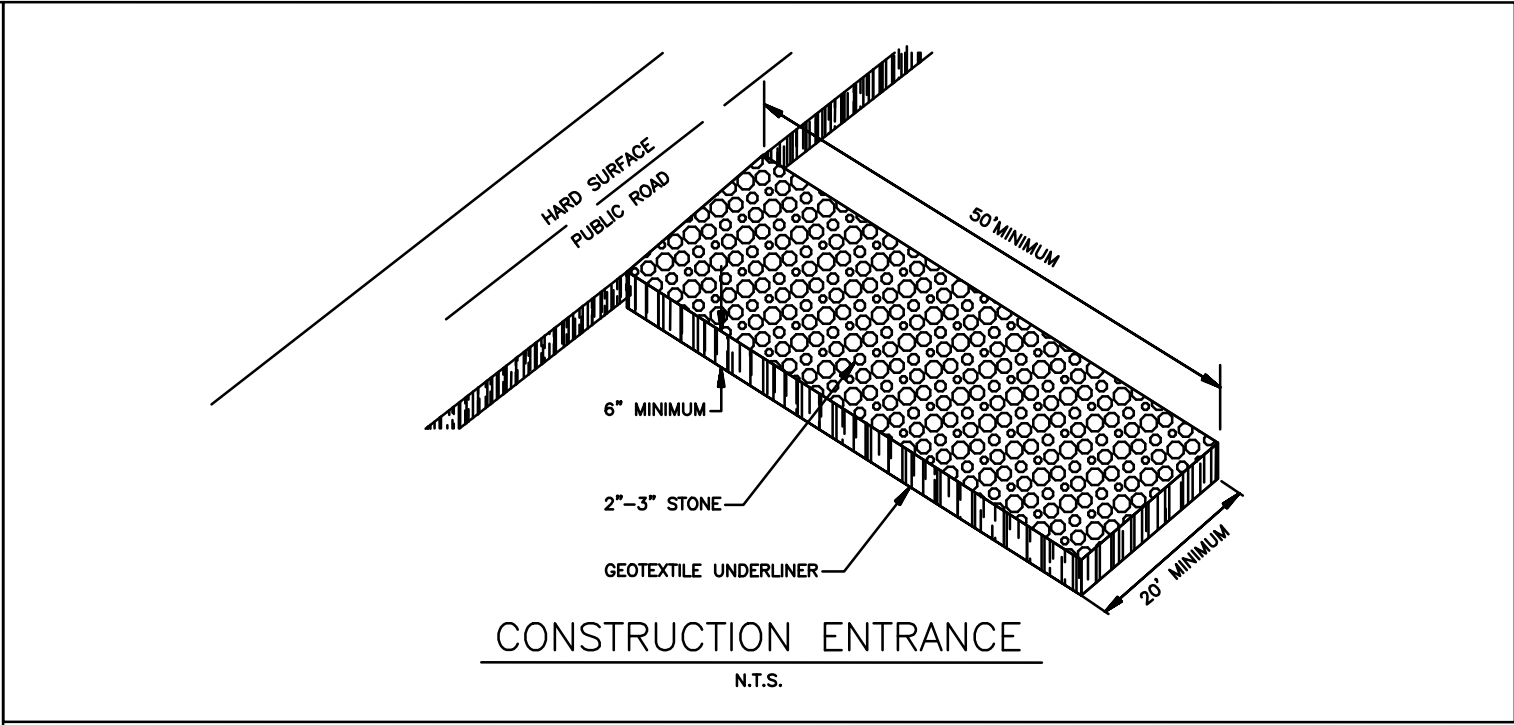 HARD SURFACE
PUBLIC ROAD
50'MINIMUM
6" MINIMUM
2"-3" STONE
GEOTEXTILE UNDERLINER
20' MINIMUM
CONSTRUCTION ENTRANCE
N.T.S.